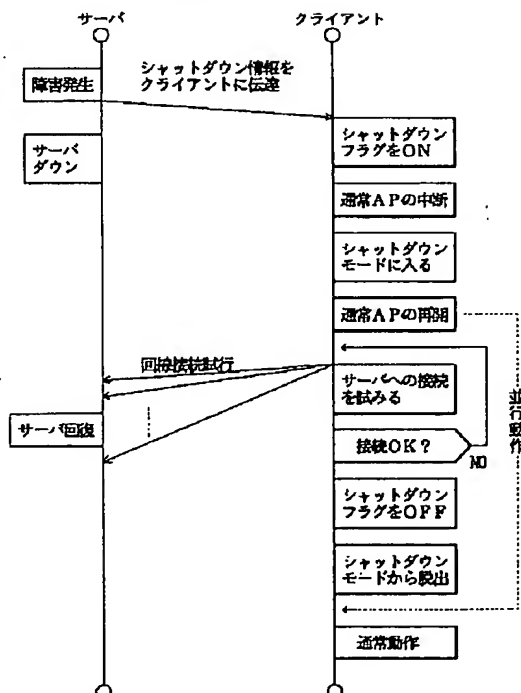 サーバ
クライアント
障害発生
シャットダウン情報を
クライアントに伝達
シャットダウン
フラグをON
サーバ
ダウン
通常APの中断
シャットダウン
モードに入る
通常APの再開
回線接続試行
サーバへの接続
を試みる
並行動作
サーバ回復
接続OK?
NO
シャットダウン
フラグをOFF
シャットダウン
モードから脱出
通常動作